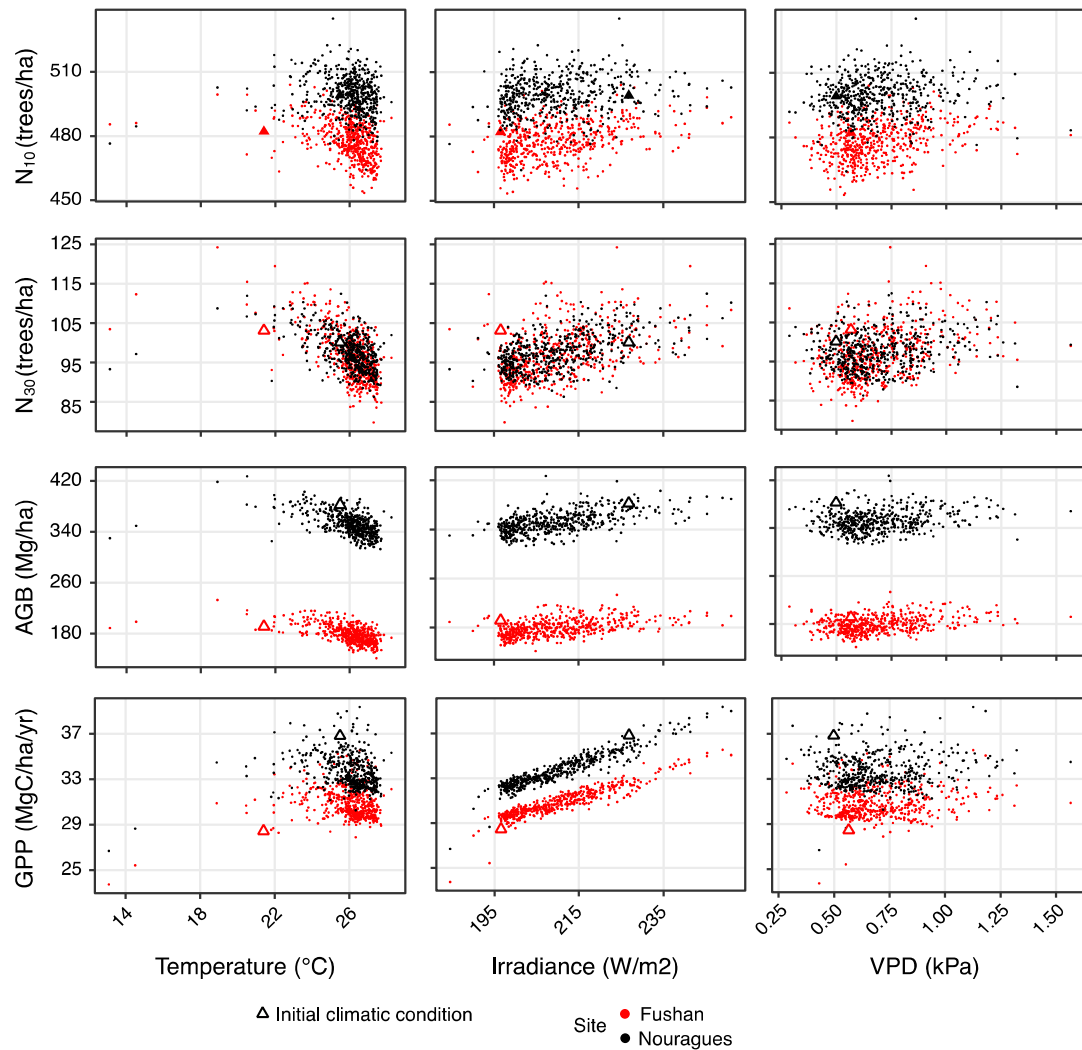 N10 (trees/ha)
510
480
450
N30 (trees/ha)
125
115
105
95
85
AGB (Mg/ha)
420
340
260
180
GPP (MgC/ha/yr)
37
33
29
25
14
18
22
26
195
215
235
0.25
0.50
0.75
1.00
1.25
1.50
Temperature (°C)
Irradiance (W/m2)
VPD (kPa)
Initial climatic condition
Site
Fushan
Nouragues